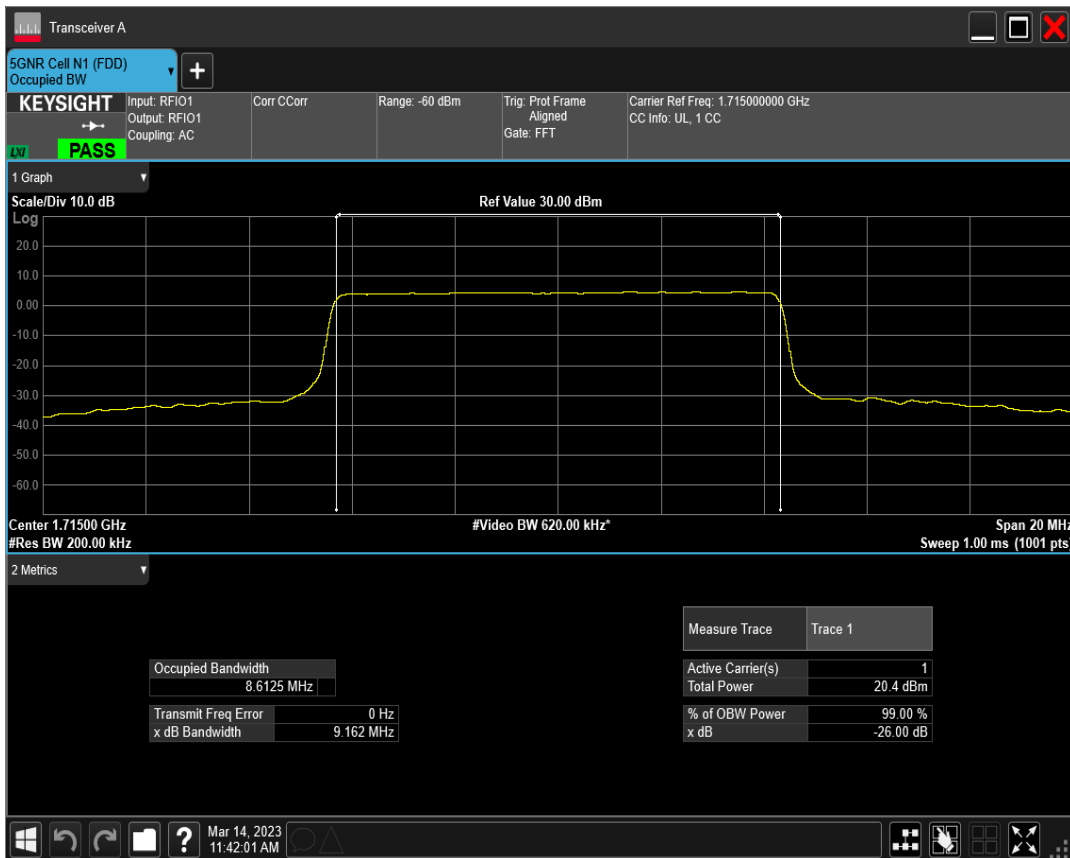 Transceiver A
5GNR Cell N1 (FDD)
Occupied BW
KEYSIGHT
LXI
PASS
Input: RFIO1
Output: RFIO1
Coupling: AC
Corr CCorr
Range: -60 dBm
Trig: Prot Frame
Aligned
Gate: FFT
Carrier Ref Freq: 1.715000000 GHz
CC Info: UL, 1 CC
1 Graph
Scale/Div 10.0 dB
Ref Value 30.00 dBm
Log
20.0
10.0
0.00
-10.0
-20.0
-30.0
-40.0
-50.0
-60.0
Center 1.71500 GHz
#Video BW 620.00 kHz*
Span 20 MHz
#Res BW 200.00 kHz
Sweep 1.00 ms (1001 pts)
2 Metrics
Measure Trace Trace 1
Occupied Bandwidth
8.6125 MHz
Active Carrier(s) 1
Total Power 20.4 dBm
Transmit Freq Error 0 Hz
x dB Bandwidth 9.162 MHz
% of OBW Power 99.00 %
x dB -26.00 dB
?
Mar 14, 2023
11:42:01 AM